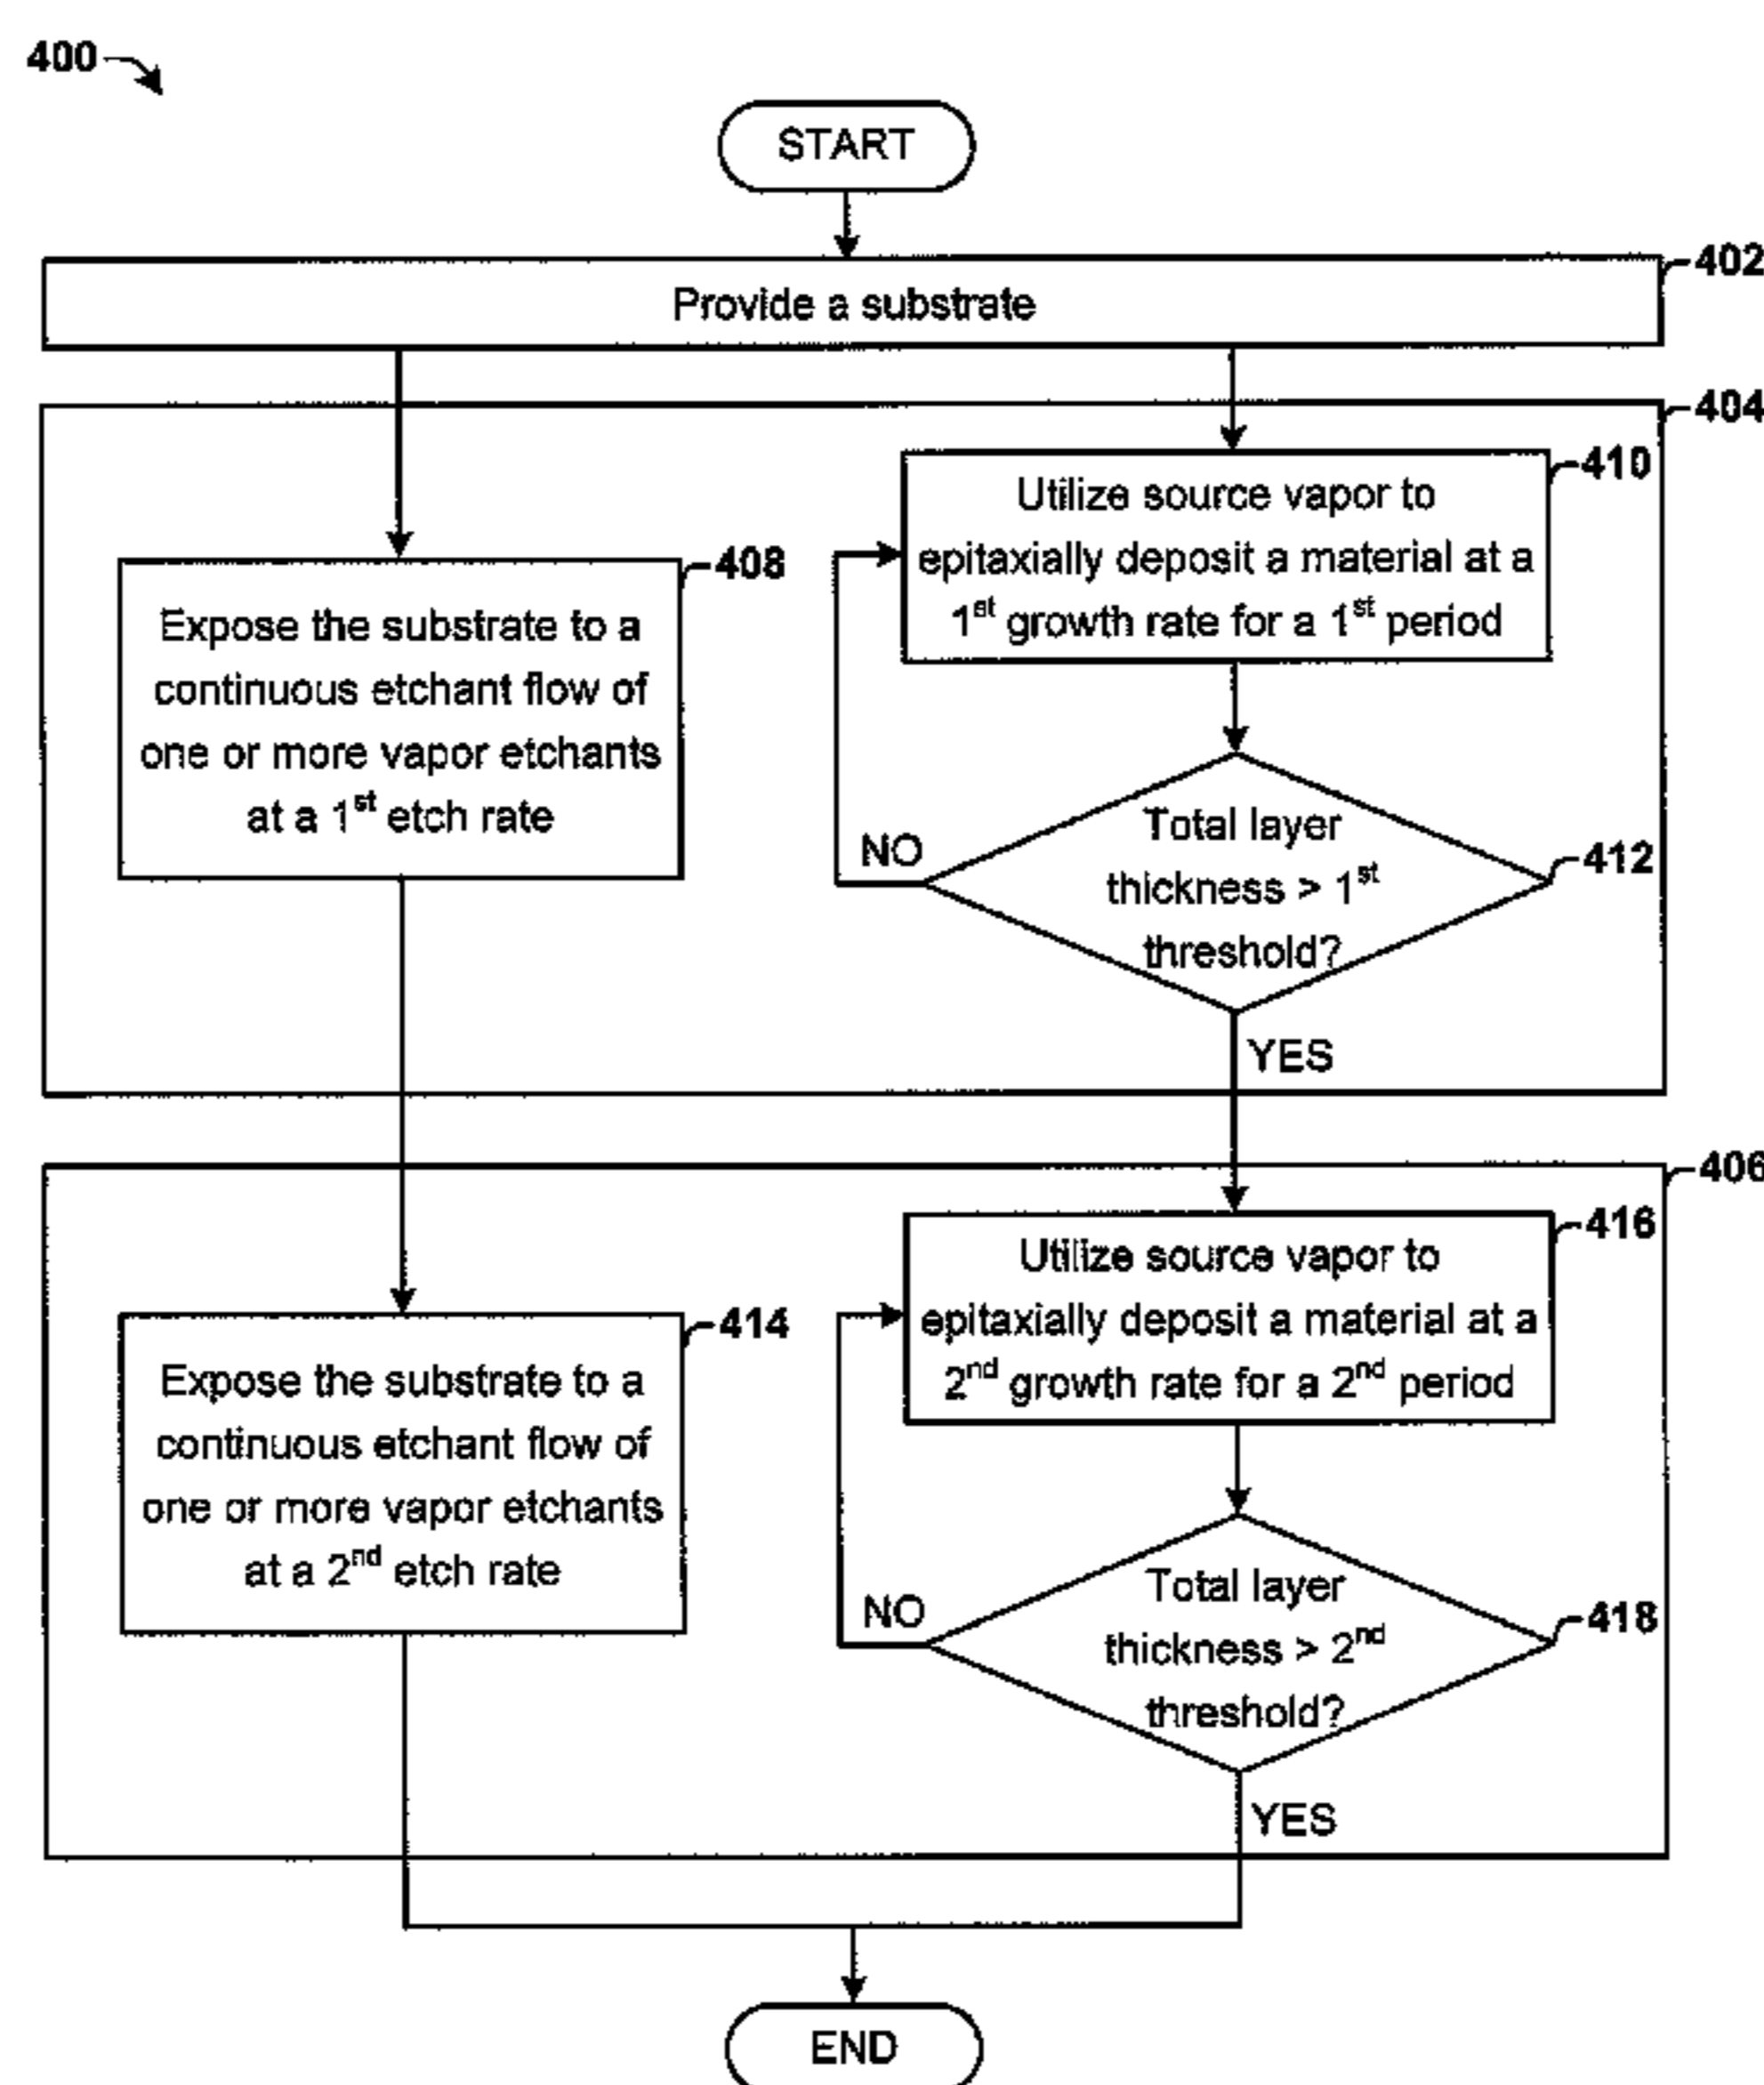 400
START
402
Provide a substrate
404
410
Utilize source vapor to
epitaxially deposit a material at a
1st growth rate for a 1st period
408
Expose the substrate to a
continuous etchant flow of
one or more vapor etchants
at a 1st etch rate
NO
Total layer
thickness > 1st
threshold?
412
YES
406
416
Utilize source vapor to
epitaxially deposit a material at a
2nd growth rate for a 2nd period
414
Expose the substrate to a
continuous etchant flow of
one or more vapor etchants
at a 2nd etch rate
NO
Total layer
thickness > 2nd
threshold?
418
YES
END